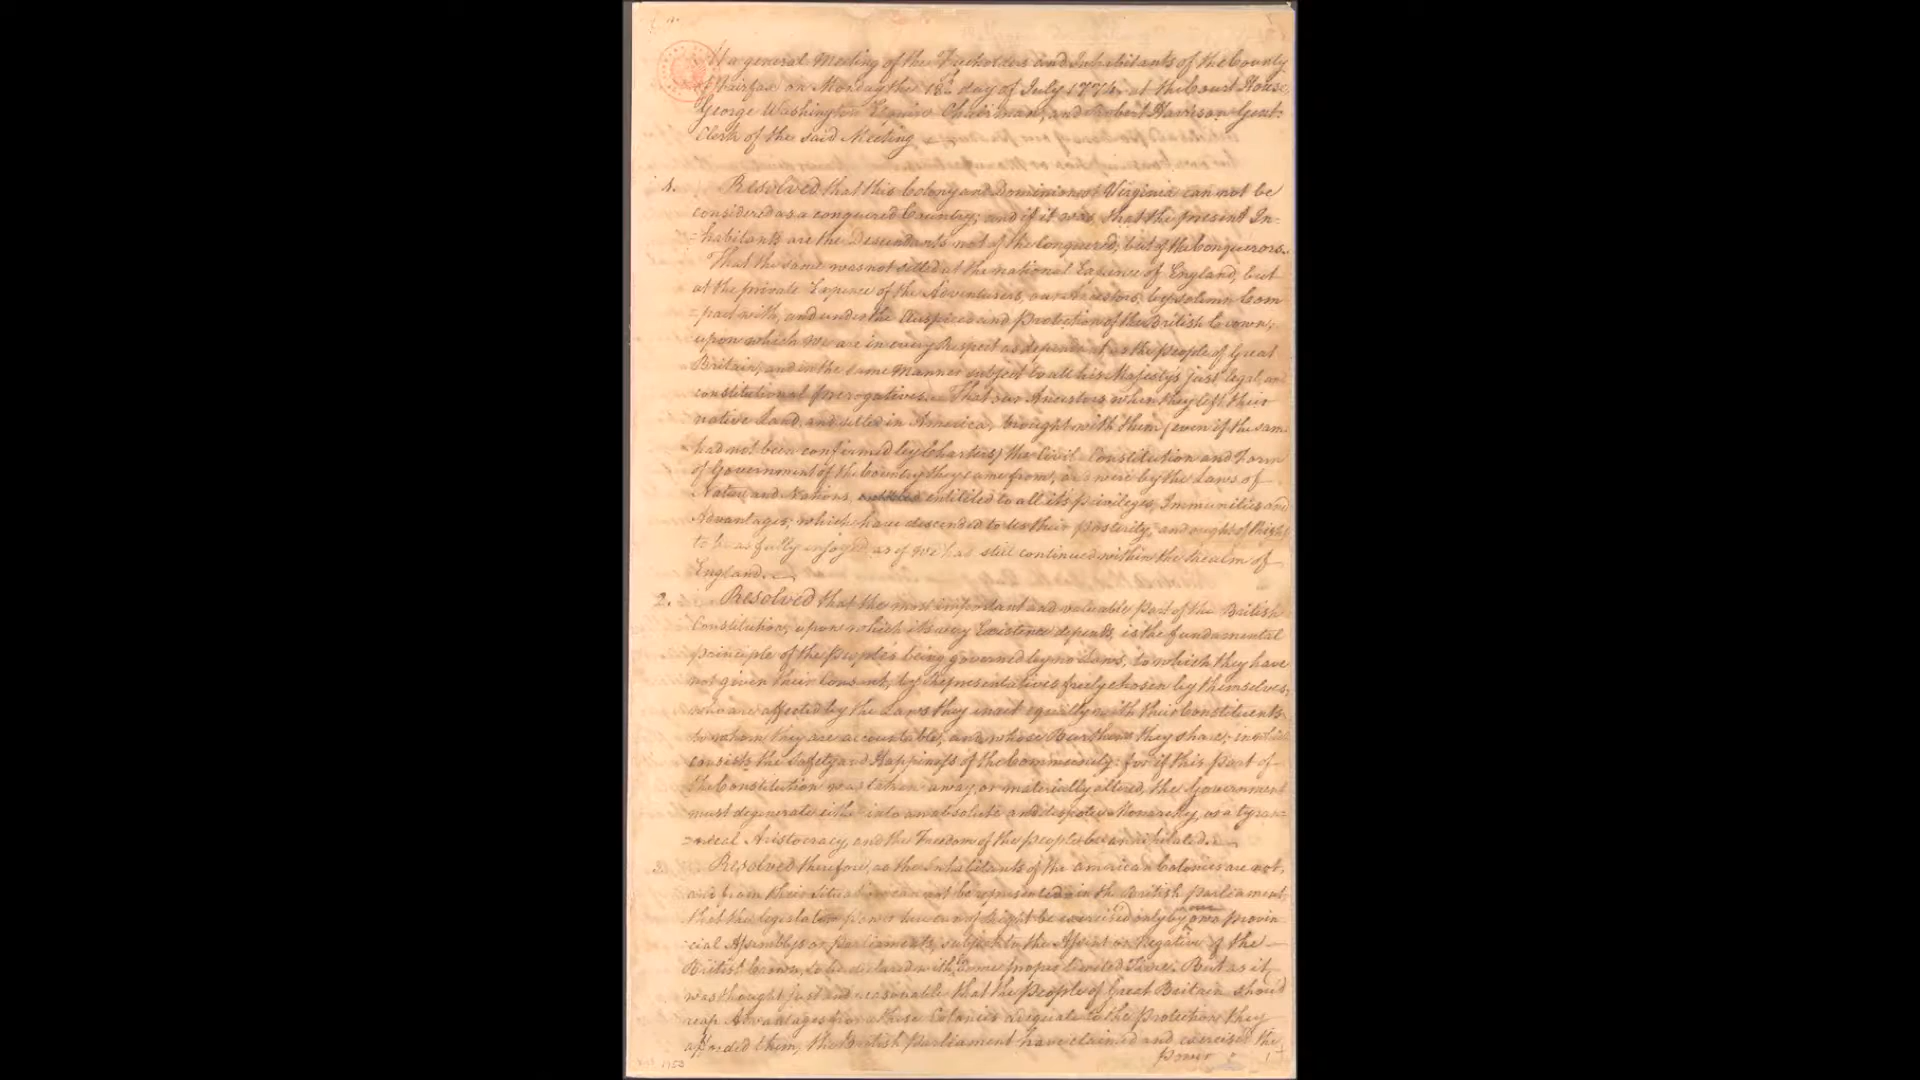 At a general Meeting of the Freeholders and Inhabitants of the County
of Fairfax on Monday the 18th day of July 1774, at the Court House,
George Washington Esquire Chairman, and Robert Harrison Gent:
Clerk of the said Meeting
1. Resolved that this Colony and Dominion of Virginia can not be
considered as a conquered Country; and if it was, that the present In-
=habitants are the Descendants not of the Conquered, but of the Conquerors.
That the same was not setled at the national Expence of England, but
at the private Expence of the Adventurers, our Ancestors, by solemn Com
=pact with, and under the Auspices and Protection of the British Crown;
upon which we are in every Respect as dependant as the People of Great
Britain, and in the same Manner subject to all his Majesty's just, legal, and
constitutional Prerogatives. That our Ancestors, when they left their
native Land, and setled in America, brought with them (even if the same
had not been confirmed by Charters) the Civil-Constitution and Form
of Government of the Country they came from; and were by the Laws of
Nature and Nations, entitled to all it's Privileges, Immunities and
Advantages; which have descended to us their Posterity, and ought of Right
to be as fully enjoyed, as if we had still continued within the Realm of
England.
2. Resolved that the most important and valuable Part of the British
Constitution, upon which it's very Existence depends, is the fundamental
Principle of the People's being governed by no Laws, to which they have
not given their Consent, by Representatives freely chosen by themselves;
who are affected by the Laws they enact equally with their Constituents;
to whom they are accountable, and whose Burthens they share; in which
consists the Safety and Happiness of the Community: for if this Part of
the Constitution was taken away, or materially altered, the Government
must degenerate either into an absolute and despotic Monarchy, or a tyran=
=nical Aristocracy, and the Freedom of the People be annihilated.
3. Resolved therefore, as the Inhabitants of the american Colonies are not,
and from their Situation can not be represented in the British Parliament,
that the legislative Power here can of Right be exercised only by our own Provin
cial Assemblys or Parliaments, subject to the Assent or Negative of the
British Crown, to be declared within some proper limited Time. But as it
was thought just and reasonable that the People of Great Britain shou'd
reap Advantages from these Colonies adequate to the Protection they
afforded them, the British Parliament have claimed and exercised the
Power
1752